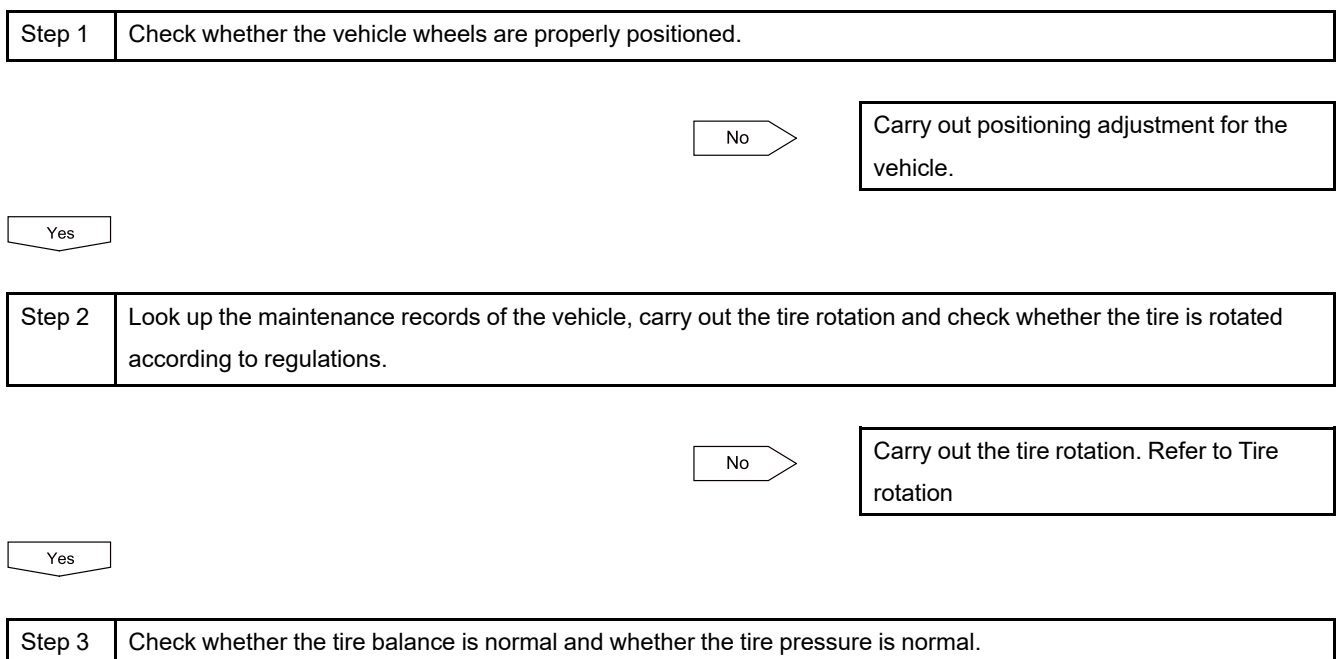 Step 1 Check whether the vehicle wheels are properly positioned.
No
Carry out positioning adjustment for the
vehicle.
Yes
Step 2 Look up the maintenance records of the vehicle, carry out the tire rotation and check whether the tire is rotated
according to regulations.
No
Carry out the tire rotation. Refer to Tire
rotation
Yes
Step 3 Check whether the tire balance is normal and whether the tire pressure is normal.